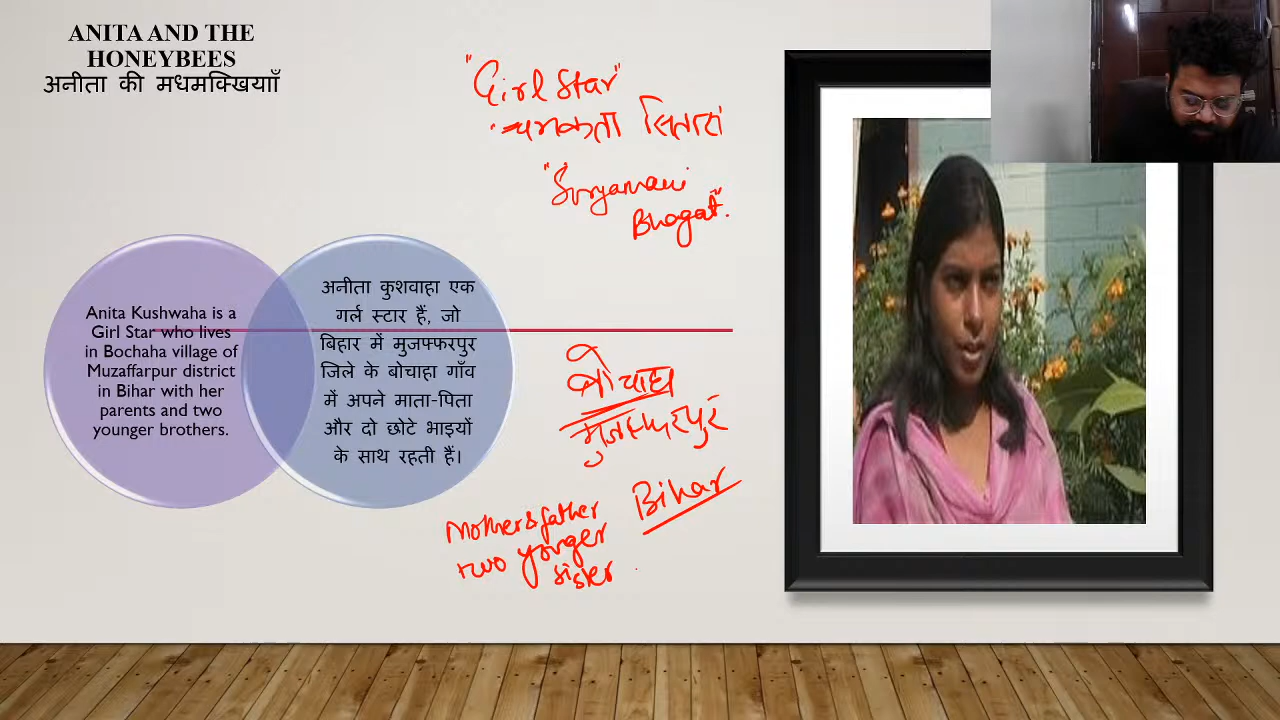 ANITA AND THE
HONEYBEES
अनीता की मधमक्खियाँ
"Girl Star"
चमकता सितारा
"Suryamani
Bhagat".
Anita Kushwaha is a
Girl Star who lives
in Bochaha village of
Muzaffarpur district
in Bihar with her
parents and two
younger brothers.
अनीता कुशवाहा एक
गर्ल स्टार हैं, जो
बिहार में मुजफ्फरपुर
जिले के बोचाहा गाँव
में अपने माता-पिता
और दो छोटे भाइयों
के साथ रहती हैं।
बोचाहा
मुजफ्फरपुर
Bihar
Mother & father
two younger
sister